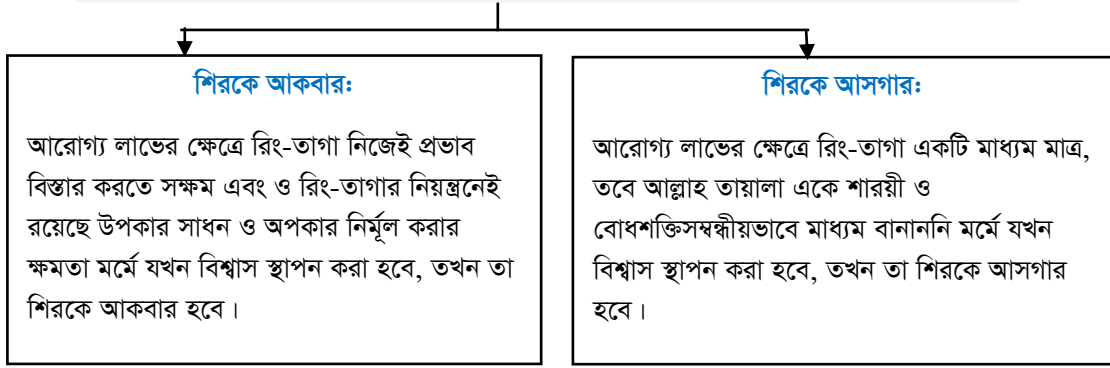 শিরকে আকবার:
আরোগ্য লাভের ক্ষেত্রে রিং-তাগা নিজেই প্রভাব
বিস্তার করতে সক্ষম এবং ও রিং-তাগার নিয়ন্ত্রনেই
রয়েছে উপকার সাধন ও অপকার নির্মূল করার
ক্ষমতা মর্মে যখন বিশ্বাস স্থাপন করা হবে, তখন তা
শিরকে আকবার হবে।
শিরকে আসগার:
আরোগ্য লাভের ক্ষেত্রে রিং-তাগা একটি মাধ্যম মাত্র,
তবে আল্লাহ তায়ালা একে শারয়ী ও
বোধশক্তিসম্বন্ধীয়ভাবে মাধ্যম বানাননি মর্মে যখন
বিশ্বাস স্থাপন করা হবে, তখন তা শিরকে আসগার
হবে।